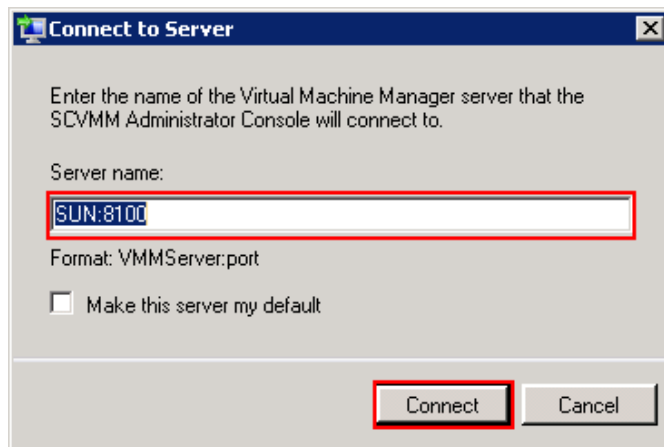 Connect to Server
Enter the name of the Virtual Machine Manager server that the
SCVMM Administrator Console will connect to.
Server name:
SUN:8100
Format: VMMServer:port
Make this server my default
Connect
Cancel